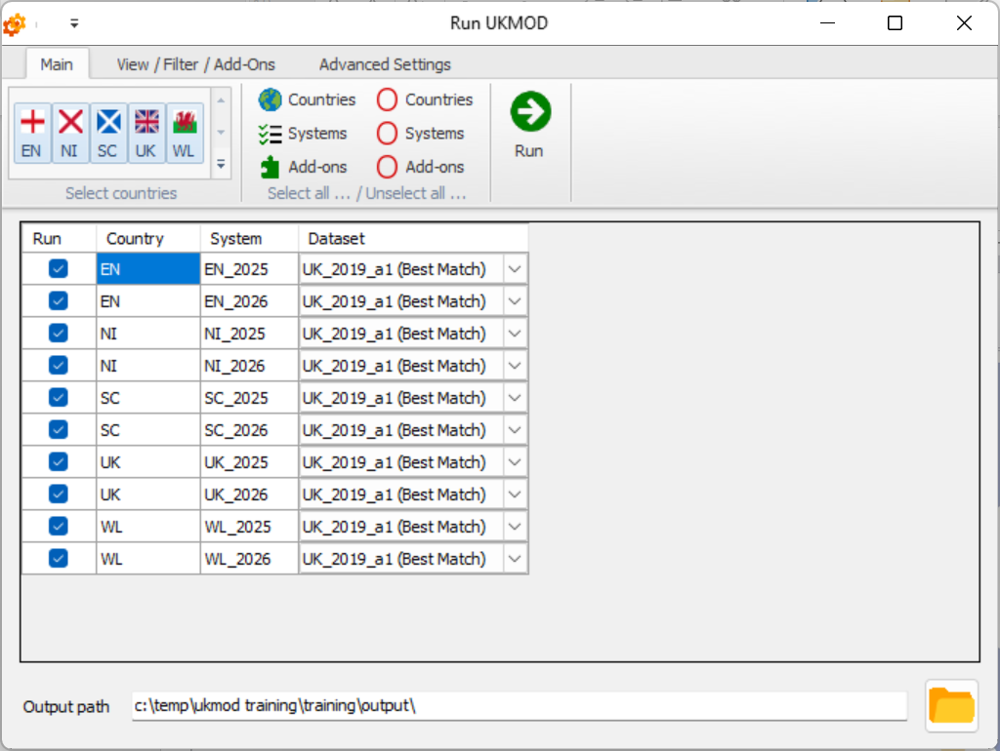 Run UKMOD
Main View / Filter / Add-Ons Advanced Settings
EN NI SC UK WL
Select countries
Countries Countries
Systems Systems
Add-ons Add-ons
Select all ... / Unselect all ...
Run
Run Country System Dataset
EN EN_2025 UK_2019_a1 (Best Match)
EN EN_2026 UK_2019_a1 (Best Match)
NI NI_2025 UK_2019_a1 (Best Match)
NI NI_2026 UK_2019_a1 (Best Match)
SC SC_2025 UK_2019_a1 (Best Match)
SC SC_2026 UK_2019_a1 (Best Match)
UK UK_2025 UK_2019_a1 (Best Match)
UK UK_2026 UK_2019_a1 (Best Match)
WL WL_2025 UK_2019_a1 (Best Match)
WL WL_2026 UK_2019_a1 (Best Match)
Output path c:\temp\ukmod training\training\output\